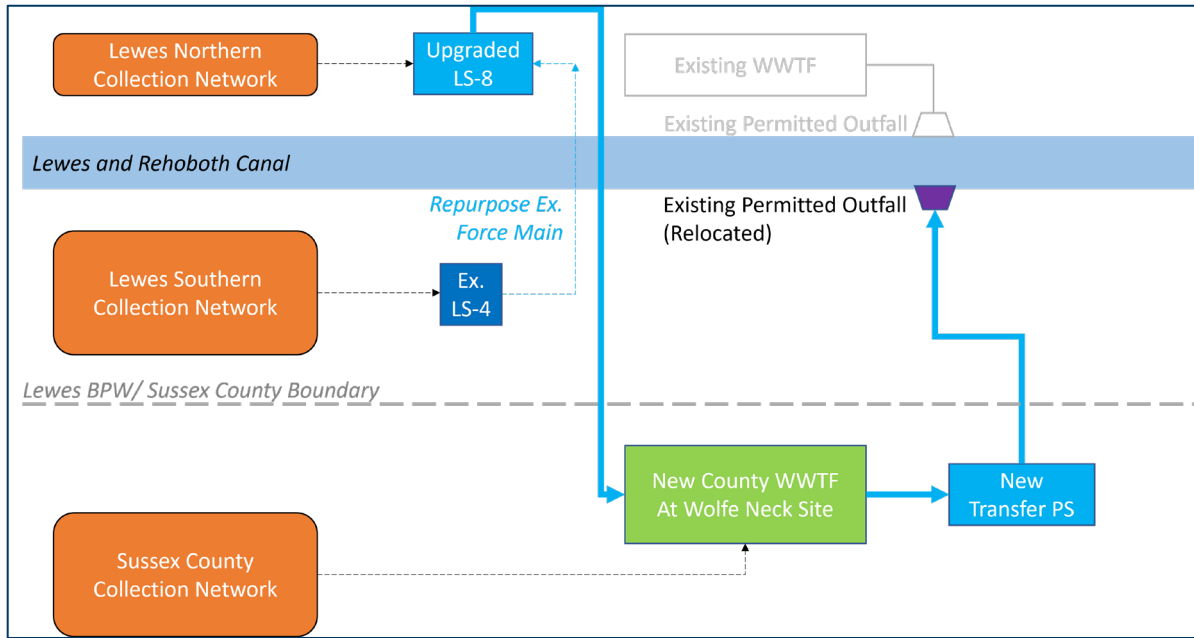 Lewes Northern
Collection Network
Upgraded
LS-8
Existing WWTF
Existing Permitted Outfall
Lewes and Rehoboth Canal
Repurpose Ex.
Force Main
Existing Permitted Outfall
(Relocated)
Lewes Southern
Collection Network
Ex.
LS-4
Lewes BPW/ Sussex County Boundary
New County WWTF
At Wolfe Neck Site
New
Transfer PS
Sussex County
Collection Network